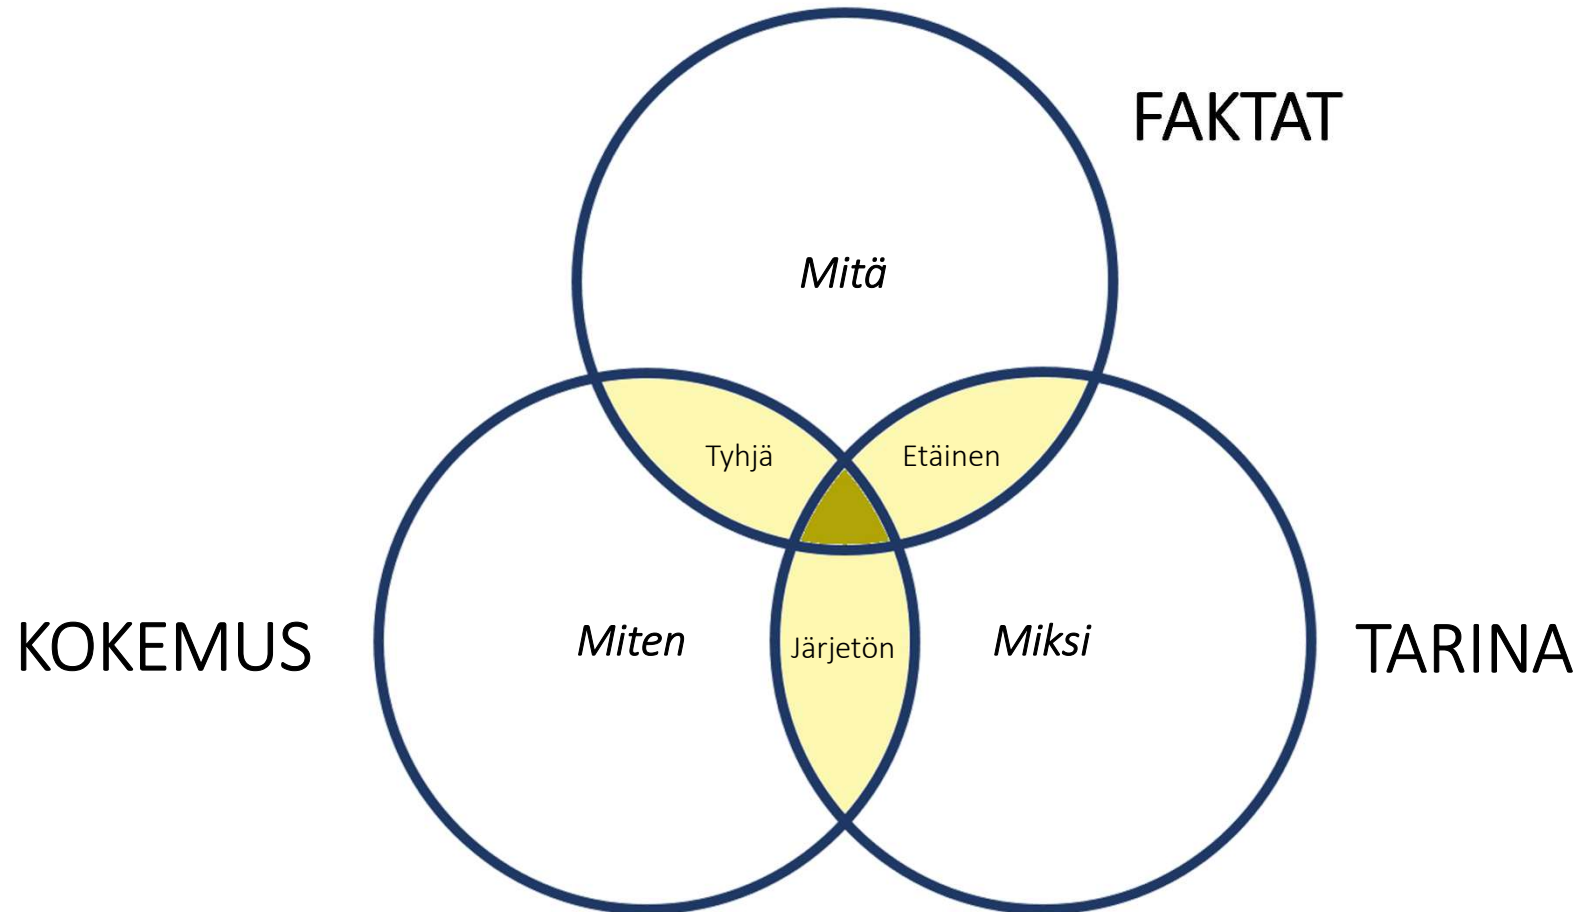 FAKTAT
Mitä
Tyhjä
Etäinen
KOKEMUS
Miten
Järjetön
Miksi
TARINA